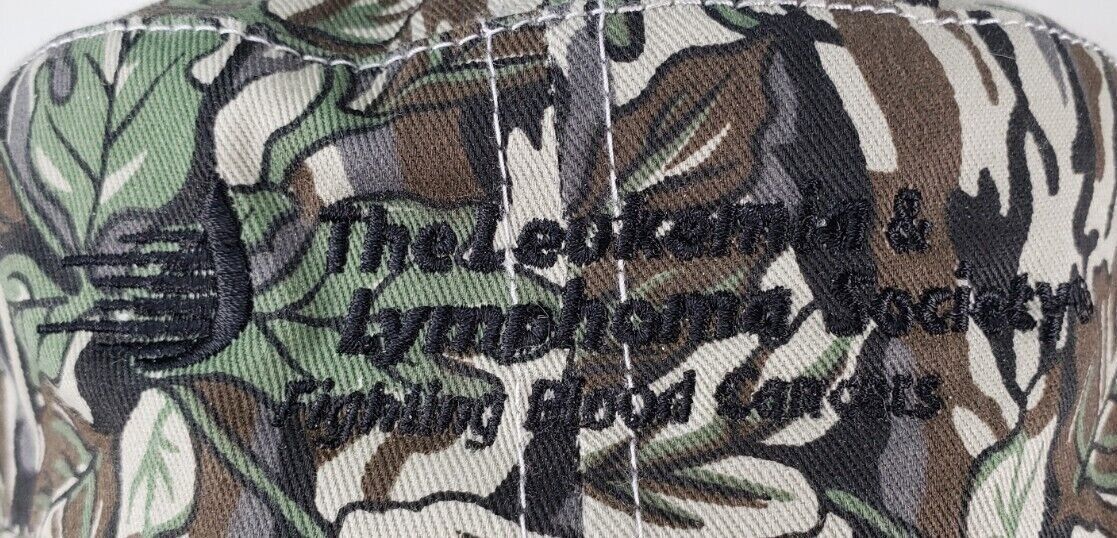 The Leukemia &
Lymphoma Society®
Fighting Blood Cancers